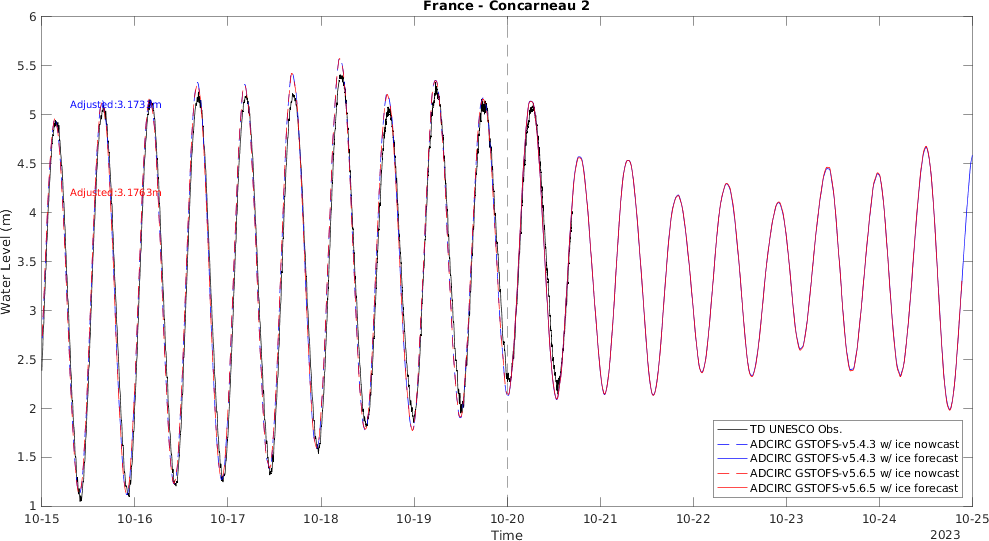 France - Concarneau 2
6
5.5
5
4.5
4
3.5
3
2.5
2
1.5
1
Water Level (m)
Adjusted:3.1763m
TD UNESCO Obs.
ADCIRC GSTOFS-v5.4.3 w/ ice nowcast
ADCIRC GSTOFS-v5.4.3 w/ ice forecast
ADCIRC GSTOFS-v5.6.5 w/ ice nowcast
ADCIRC GSTOFS-v5.6.5 w/ ice forecast
10-15 10-16 10-17 10-18 10-19 10-20 10-21 10-22 10-23 10-24 10-25
Time
2023